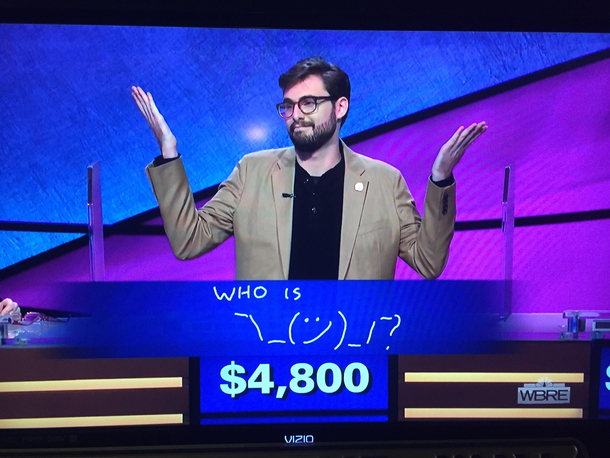 WHO IS
¯\_(ツ)_/¯?
$4,800
WBRE
VIZIO